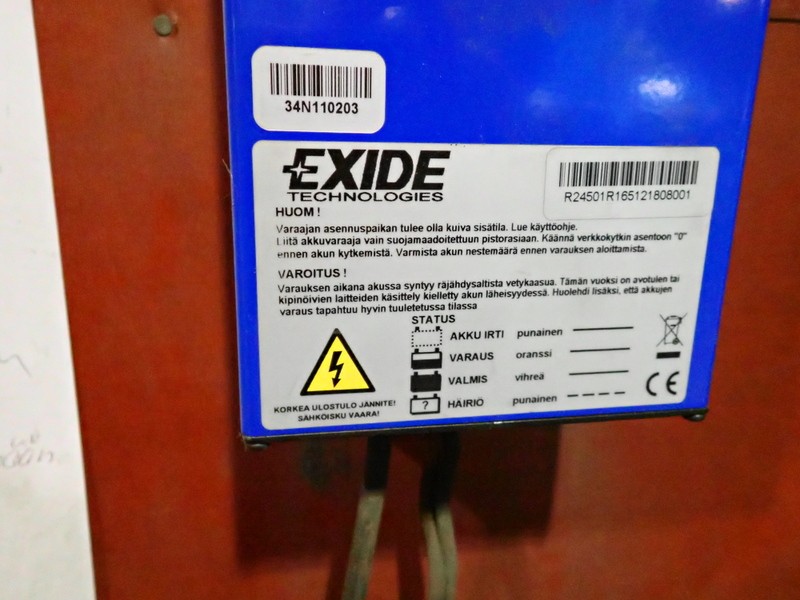 34N110203
EXIDE
TECHNOLOGIES
R24501R165121808001
HUOM !
Varaajan asennuspaikan tulee olla kuiva sisätila. Lue käyttöohje.
Liitä akkuvaraaja vain suojamaadoitettuun pistorasiaan. Käännä verkkokytkin asentoon "0"
ennen akun kytkemistä. Varmista akun nestemäärä ennen varauksen aloittamista.
VAROITUS !
Varauksen aikana akussa syntyy räjähdysaltista vetykaasua. Tämän vuoksi on avotulen tai
kipinöivien laitteiden käsittely kielletty akun läheisyydessä. Huolehdi lisäksi, että akkujen
varaus tapahtuu hyvin tuuletetussa tilassa
STATUS
AKKU IRTI punainen
VARAUS oranssi
VALMIS vihreä
? HÄIRIÖ punainen
KORKEA ULOSTULO JÄNNITE!
SÄHKÖISKU VAARA!
CE